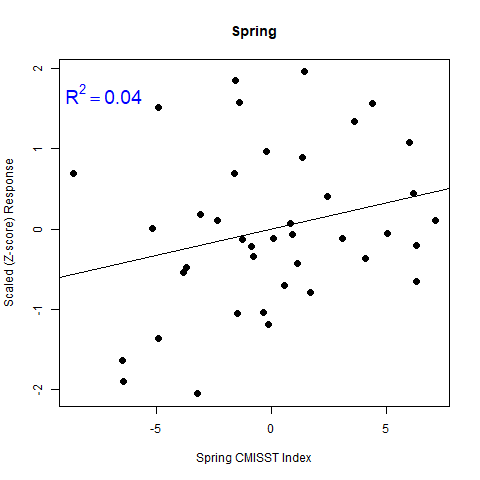 Spring
R² = 0.04
Scaled (Z-score) Response
2
1
0
-1
-2
-5 0 5
Spring CMISST Index